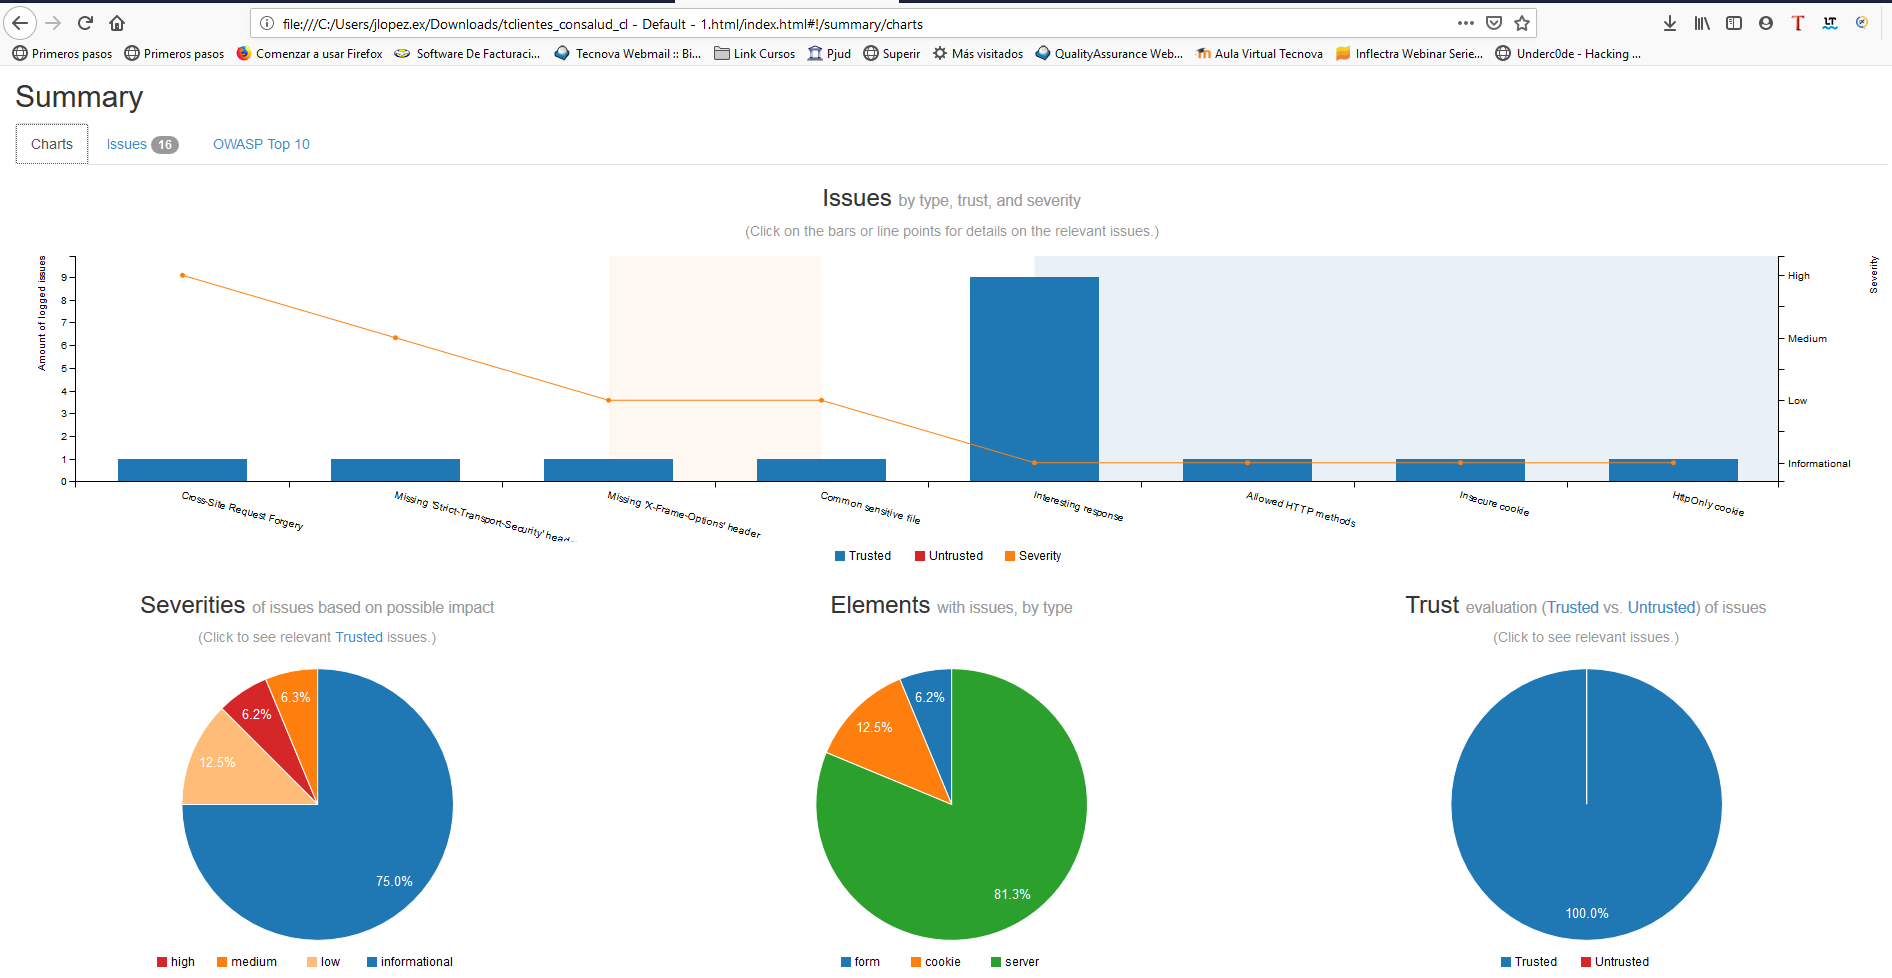 file:///C:/Users/jlopez.ex/Downloads/tclientes_consalud_cl - Default - 1.html/index.html#!/summary/charts
Primeros pasos Primeros pasos Comenzar a usar Firefox Software De Facturaci... Tecnova Webmail :: Bi... Link Cursos Pjud Superir Más visitados QualityAssurance Web... Aula Virtual Tecnova Inflectra Webinar Serie... Underc0de - Hacking ...
Summary
Charts Issues 16 OWASP Top 10
Issues by type, trust, and severity
(Click on the bars or line points for details on the relevant issues.)
Amount of logged issues
9
8
7
6
5
4
3
2
1
0
High
Medium
Low
Informational
Severity
Cross-Site Request Forgery
Missing 'Strict-Transport-Security' head
Missing 'X-Frame-Options' header
Common sensitive file
Interesting response
Allowed HTTP methods
Insecure cookie
HttpOnly cookie
Trusted Untrusted Severity
Severities of issues based on possible impact
(Click to see relevant Trusted issues.)
6.3%
6.2%
12.5%
75.0%
high medium low informational
Elements with issues, by type
6.2%
12.5%
81.3%
form cookie server
Trust evaluation (Trusted vs. Untrusted) of issues
(Click to see relevant issues.)
100.0%
Trusted Untrusted